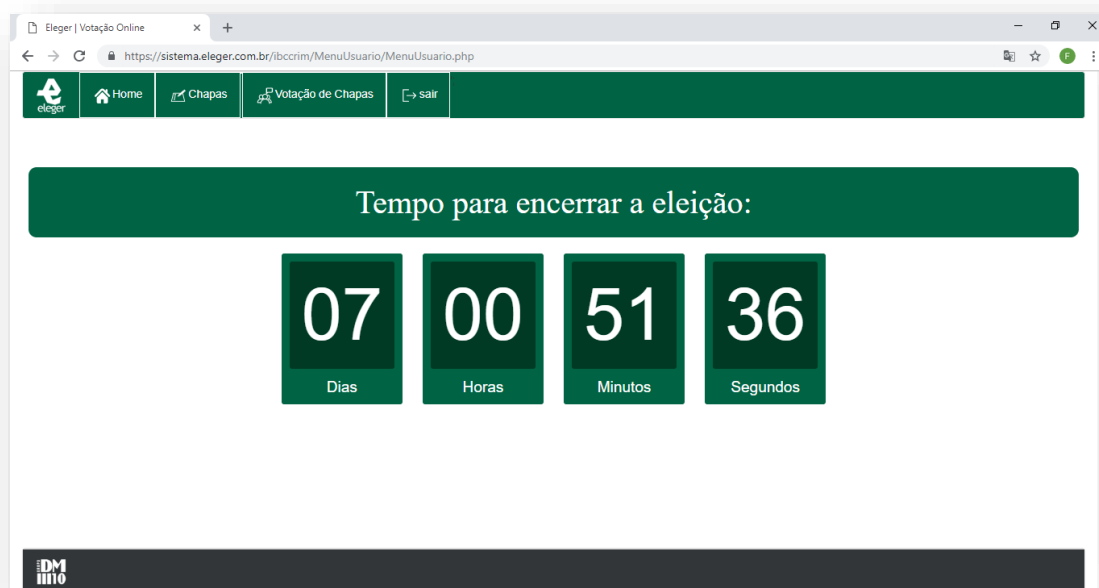 Eleger | Votação Online
https://sistema.eleger.com.br/ibccrim/MenuUsuario/MenuUsuario.php
F
eleger
Home
Chapas
Votação de Chapas
sair
Tempo para encerrar a eleição:
07 00 51 36
Dias Horas Minutos Segundos
DM